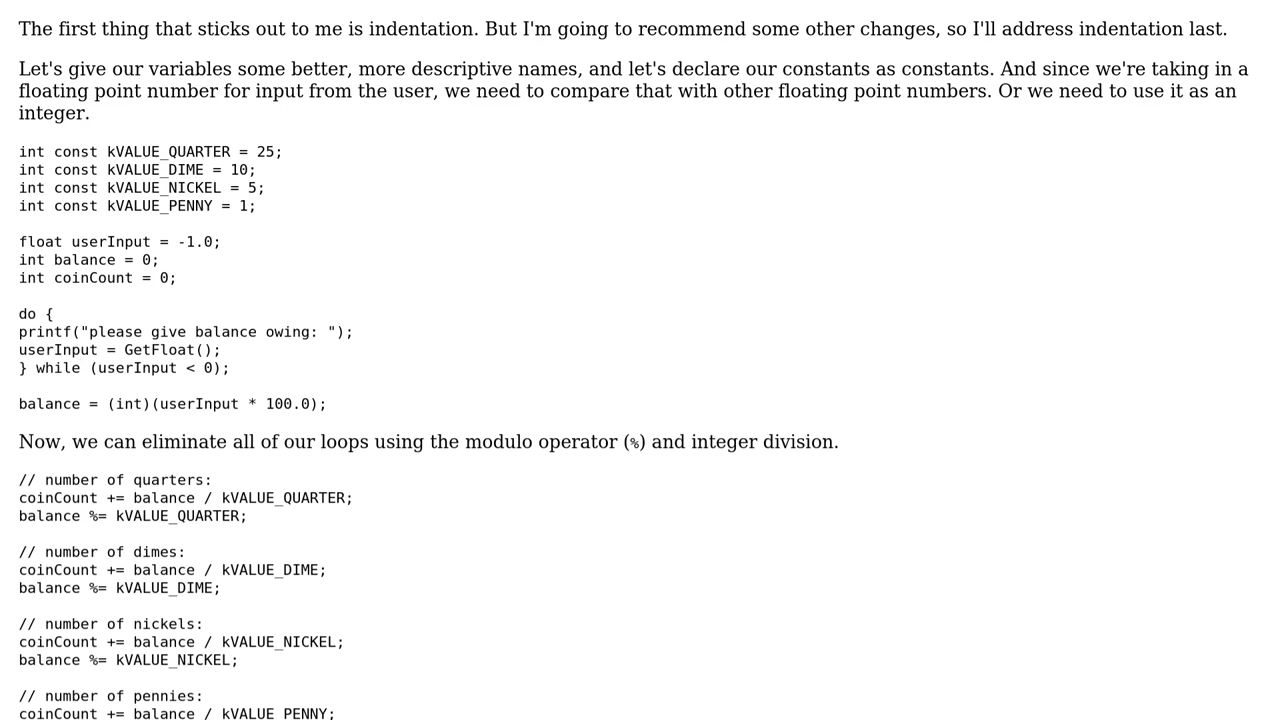 The first thing that sticks out to me is indentation. But I'm going to recommend some other changes, so I'll address indentation last.
Let's give our variables some better, more descriptive names, and let's declare our constants as constants. And since we're taking in a
floating point number for input from the user, we need to compare that with other floating point numbers. Or we need to use it as an
integer.
int const kVALUE_QUARTER = 25;
int const kVALUE_DIME = 10;
int const kVALUE_NICKEL = 5;
int const kVALUE_PENNY = 1;
float userInput = -1.0;
int balance = 0;
int coinCount = 0;
do {
printf("please give balance owing: ");
userInput = GetFloat();
} while (userInput < 0);
balance = (int)(userInput * 100.0);
Now, we can eliminate all of our loops using the modulo operator (%) and integer division.
// number of quarters:
coinCount += balance / kVALUE_QUARTER;
balance %= kVALUE_QUARTER;
// number of dimes:
coinCount += balance / kVALUE_DIME;
balance %= kVALUE_DIME;
// number of nickels:
coinCount += balance / kVALUE_NICKEL;
balance %= kVALUE_NICKEL;
// number of pennies:
coinCount += balance / kVALUE_PENNY;